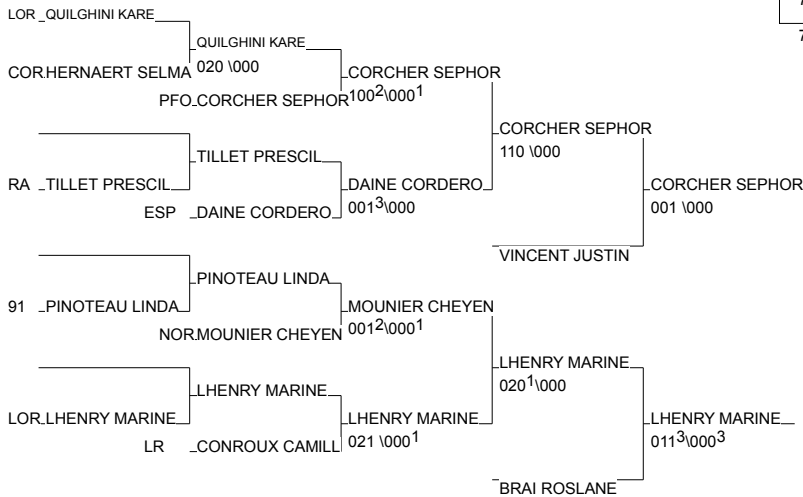 LOR QUILGHINI KARE
QUILGHINI KARE
020 \000
COR HERNAERT SELMA
CORCHER SEPHOR
100²\000¹
PFO CORCHER SEPHOR
CORCHER SEPHOR
110 \000
TILLET PRESCIL
RA TILLET PRESCIL
DAINE CORDERO
001³\000
CORCHER SEPHOR
001 \000
ESP DAINE CORDERO
VINCENT JUSTIN
PINOTEAU LINDA
91 PINOTEAU LINDA
MOUNIER CHEYEN
001²\000¹
NOR MOUNIER CHEYEN
LHENRY MARINE
020¹\000
LHENRY MARINE
LOR LHENRY MARINE
LHENRY MARINE
021 \000¹
LHENRY MARINE
011³\000³
LR CONROUX CAMILL
BRAI ROSLANE